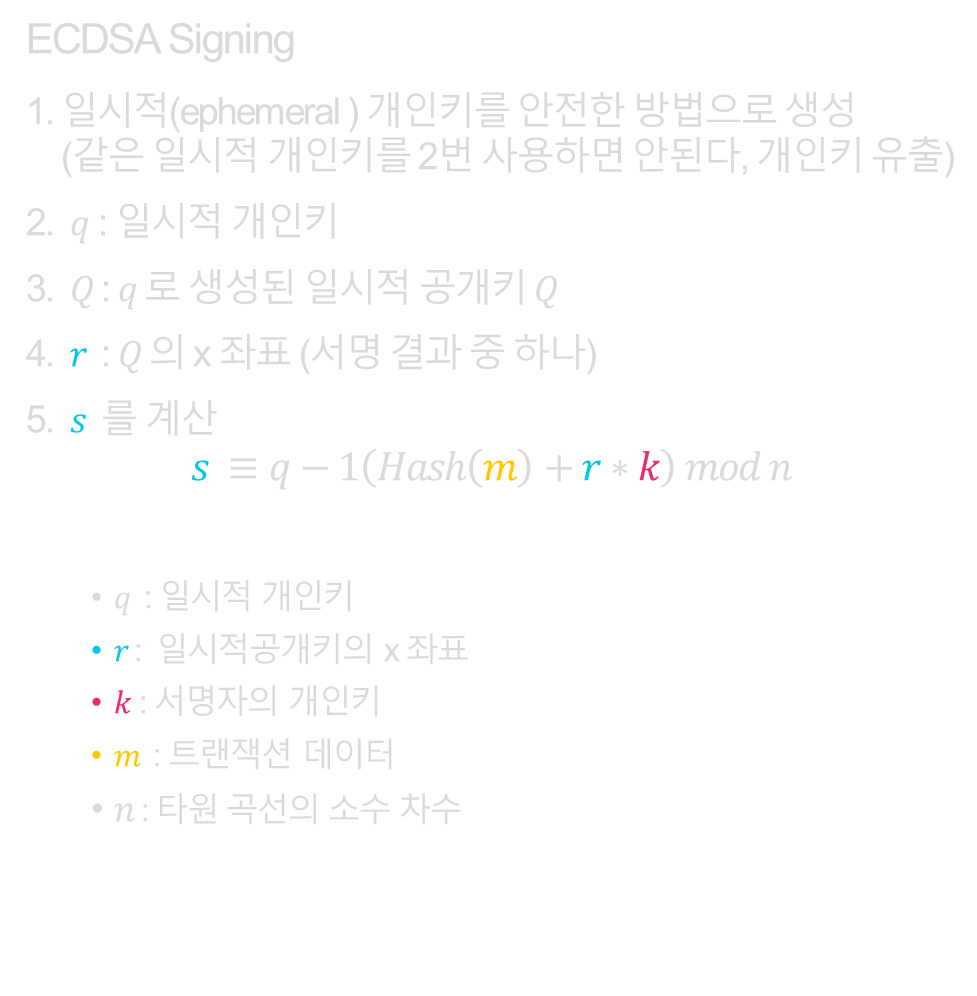 ECDSA Signing
1. 일시적(ephemeral ) 개인키를 안전한 방법으로 생성
(같은 일시적 개인키를 2번 사용하면 안된다, 개인키 유출)
2. q : 일시적 개인키
3. Q : q 로 생성된 일시적 공개키 Q
4. r : Q 의 x 좌표 (서명 결과 중 하나)
5. s 를 계산
s ≡ q − 1(Hash(m) + r ∗ k) mod n
• q : 일시적 개인키
• r : 일시적공개키의 x 좌표
• k : 서명자의 개인키
• m : 트랜잭션 데이터
• n : 타원 곡선의 소수 차수